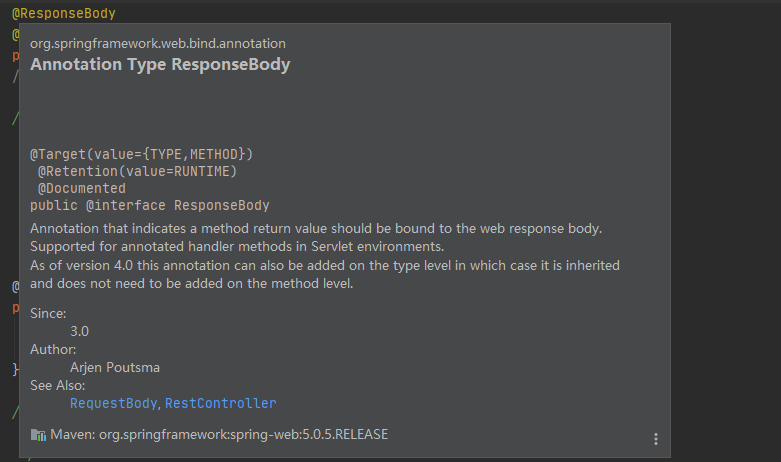 @ResponseBody
@
org.springframework.web.bind.annotation
p
Annotation Type ResponseBody
/
/
@Target(value={TYPE,METHOD})
@Retention(value=RUNTIME)
@Documented
public @interface ResponseBody
Annotation that indicates a method return value should be bound to the web response body.
Supported for annotated handler methods in Servlet environments.
As of version 4.0 this annotation can also be added on the type level in which case it is inherited
@
and does not need to be added on the method level.
p
Since:
3.0
Author:
}
Arjen Poutsma
See Also:
RequestBody, RestController
/
Maven: org.springframework:spring-web:5.0.5.RELEASE